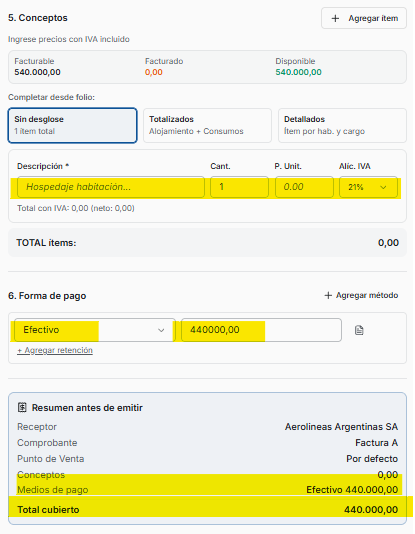 5. Conceptos
+ Agregar ítem
Ingrese precios con IVA incluido
Facturable Facturado Disponible
540.000,00 0,00 540.000,00
Completar desde folio:
Sin desglose Totalizados Detallados
1 ítem total Alojamiento + Consumos Ítem por hab. y cargo
Descripción * Cant. P. Unit. Alíc. IVA
Hospedaje habitación... 1 0.00 21%
Total con IVA: 0,00 (neto: 0,00)
TOTAL ítems: 0,00
6. Forma de pago + Agregar método
Efectivo 440000,00
+ Agregar retención
Resumen antes de emitir
Receptor Aerolineas Argentinas SA
Comprobante Factura A
Punto de Venta Por defecto
Conceptos 0,00
Medios de pago Efectivo 440.000,00
Total cubierto 440.000,00